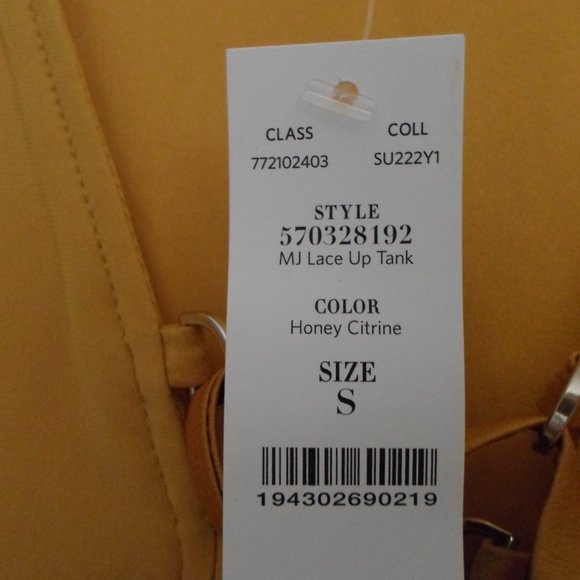 CLASS COLL
772102403 SU222Y1
STYLE
570328192
MJ Lace Up Tank
COLOR
Honey Citrine
SIZE
S
194302690219